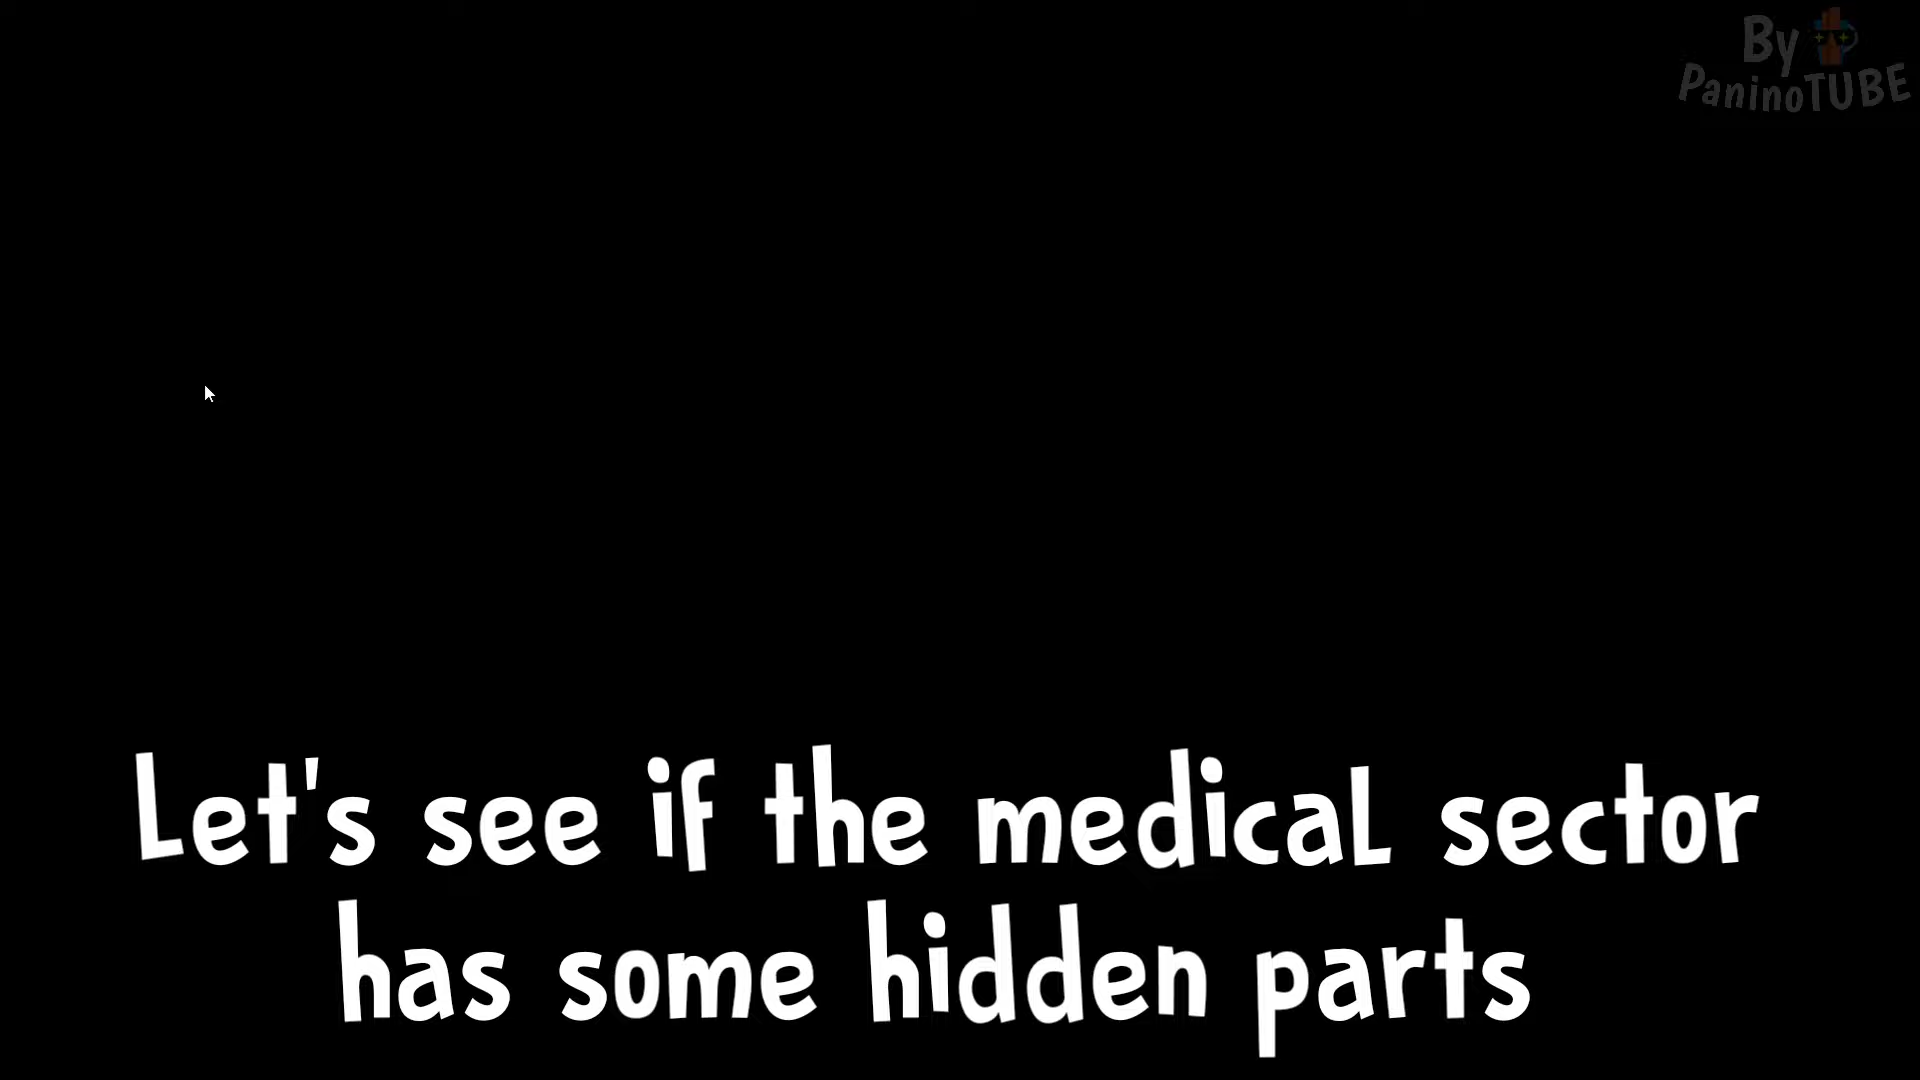 By
PaninoTUBE
Let's see if the medical sector
has some hidden parts